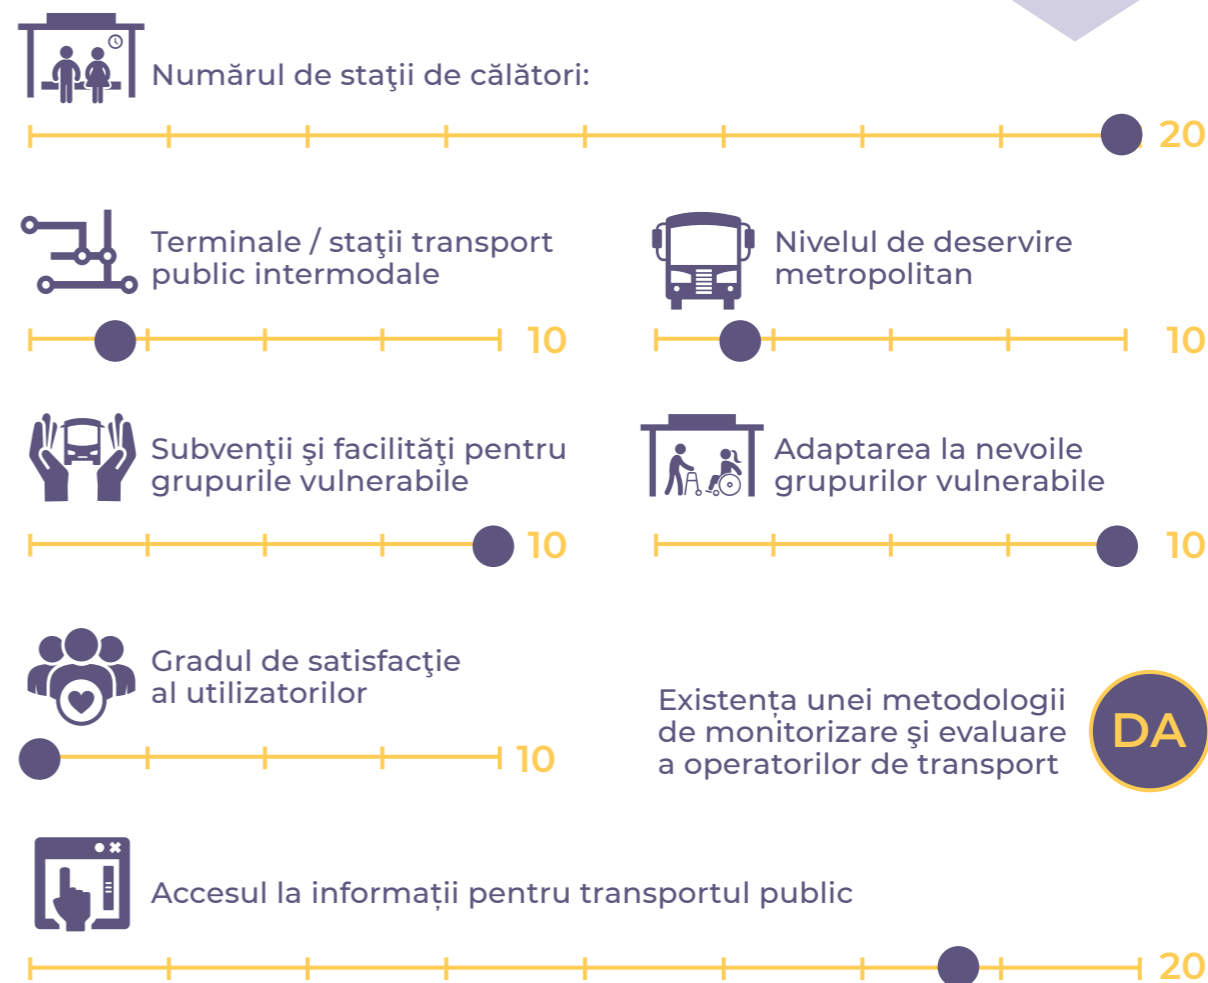 Numărul de staţii de călători:
20
Terminale / staţii transport
public intermodale
10
Nivelul de deservire
metropolitan
10
Subvenţii şi facilităţi pentru
grupurile vulnerabile
10
Adaptarea la nevoile
grupurilor vulnerabile
10
Gradul de satisfacţie
al utilizatorilor
10
Existența unei metodologii
de monitorizare şi evaluare
a operatorilor de transport
DA
Accesul la informații pentru transportul public
20